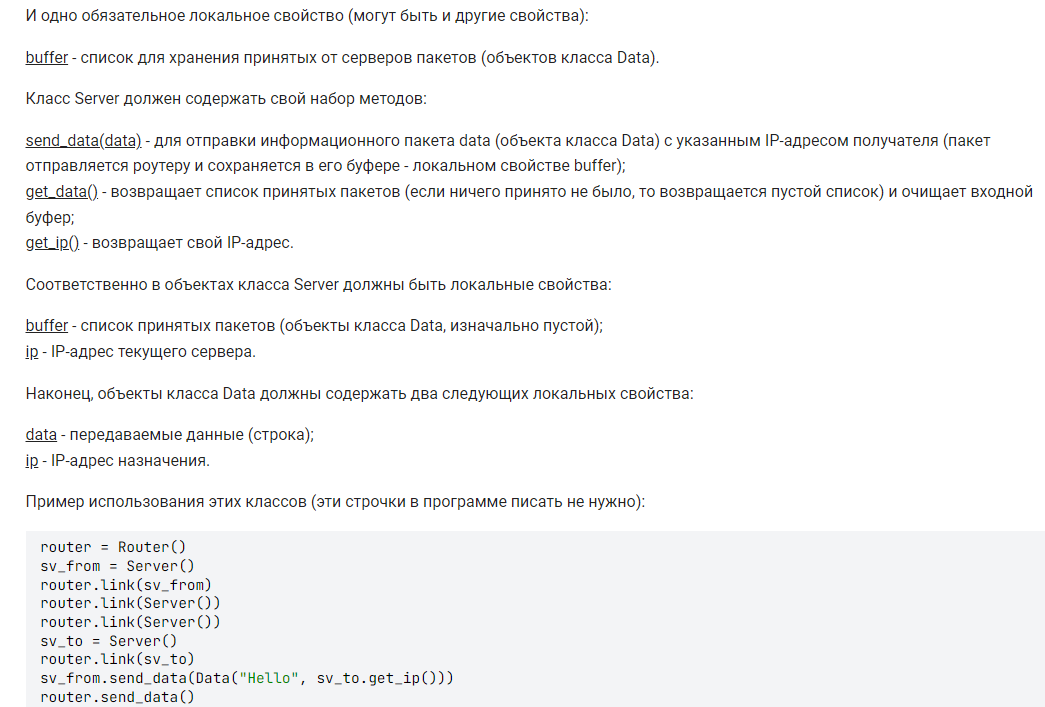 И одно обязательное локальное свойство (могут быть и другие свойства):
buffer - список для хранения принятых от серверов пакетов (объектов класса Data).
Класс Server должен содержать свой набор методов:
send_data(data) - для отправки информационного пакета data (объекта класса Data) с указанным IP-адресом получателя (пакет
отправляется роутеру и сохраняется в его буфере - локальном свойстве buffer);
get_data() - возвращает список принятых пакетов (если ничего принято не было, то возвращается пустой список) и очищает входной
буфер;
get_ip() - возвращает свой IP-адрес.
Соответственно в объектах класса Server должны быть локальные свойства:
buffer - список принятых пакетов (объекты класса Data, изначально пустой);
ip - IP-адрес текущего сервера.
Наконец, объекты класса Data должны содержать два следующих локальных свойства:
data - передаваемые данные (строка);
ip - IP-адрес назначения.
Пример использования этих классов (эти строчки в программе писать не нужно):
router = Router()
sv_from = Server()
router.link(sv_from)
router.link(Server())
router.link(Server())
sv_to = Server()
router.link(sv_to)
sv_from.send_data(Data("Hello", sv_to.get_ip()))
router.send_data()